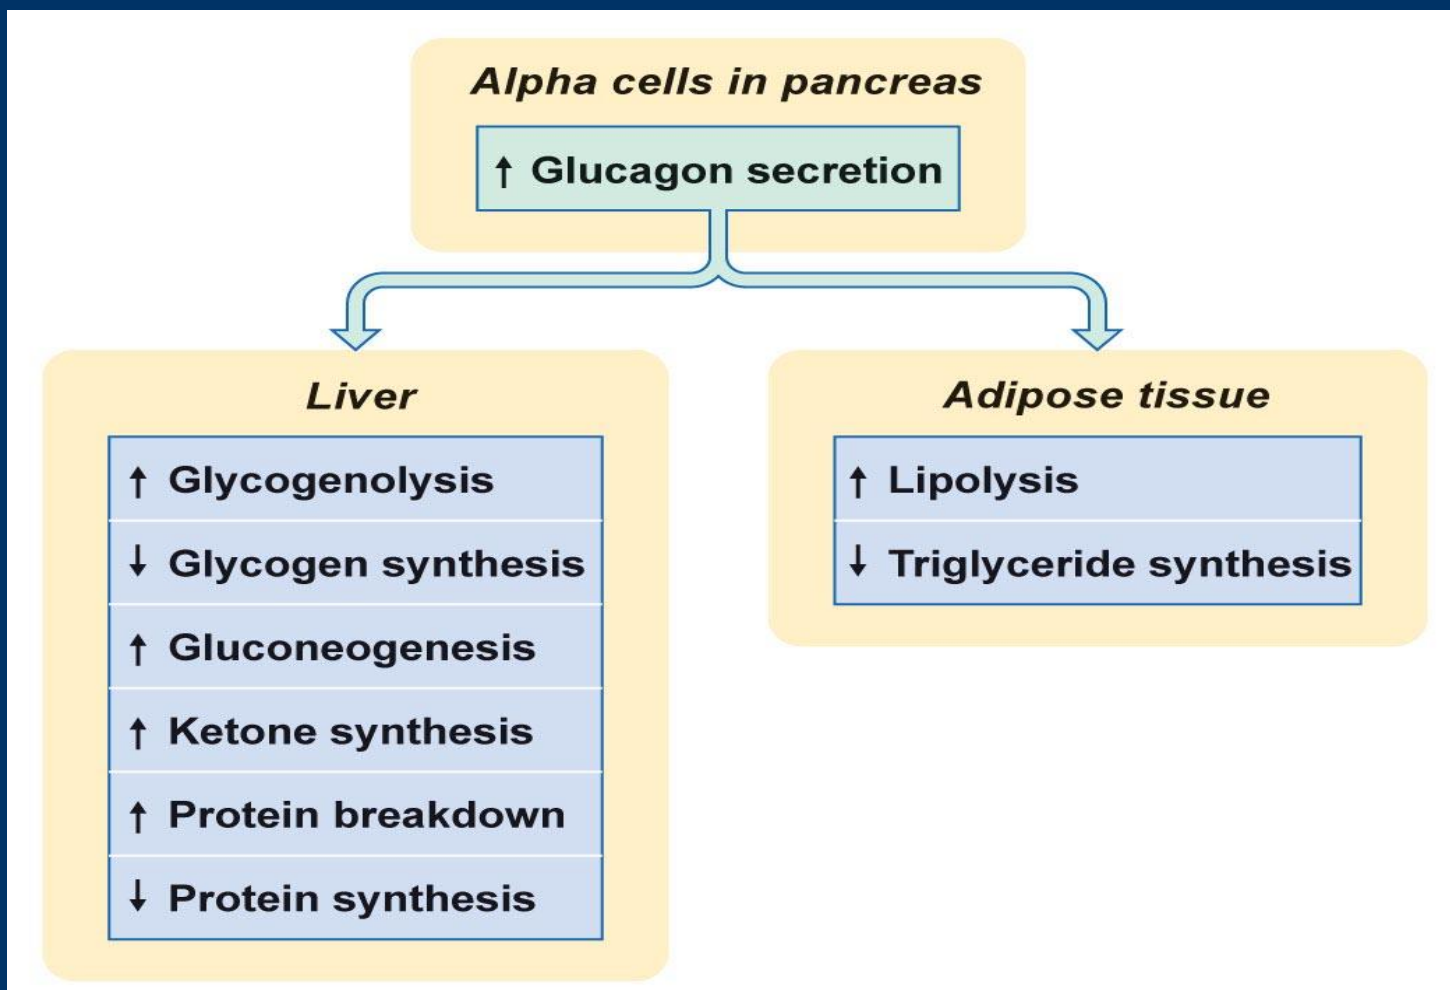 Alpha cells in pancreas
↑ Glucagon secretion
Liver
↑ Glycogenolysis
↓ Glycogen synthesis
↑ Gluconeogenesis
↑ Ketone synthesis
↑ Protein breakdown
↓ Protein synthesis
Adipose tissue
↑ Lipolysis
↓ Triglyceride synthesis